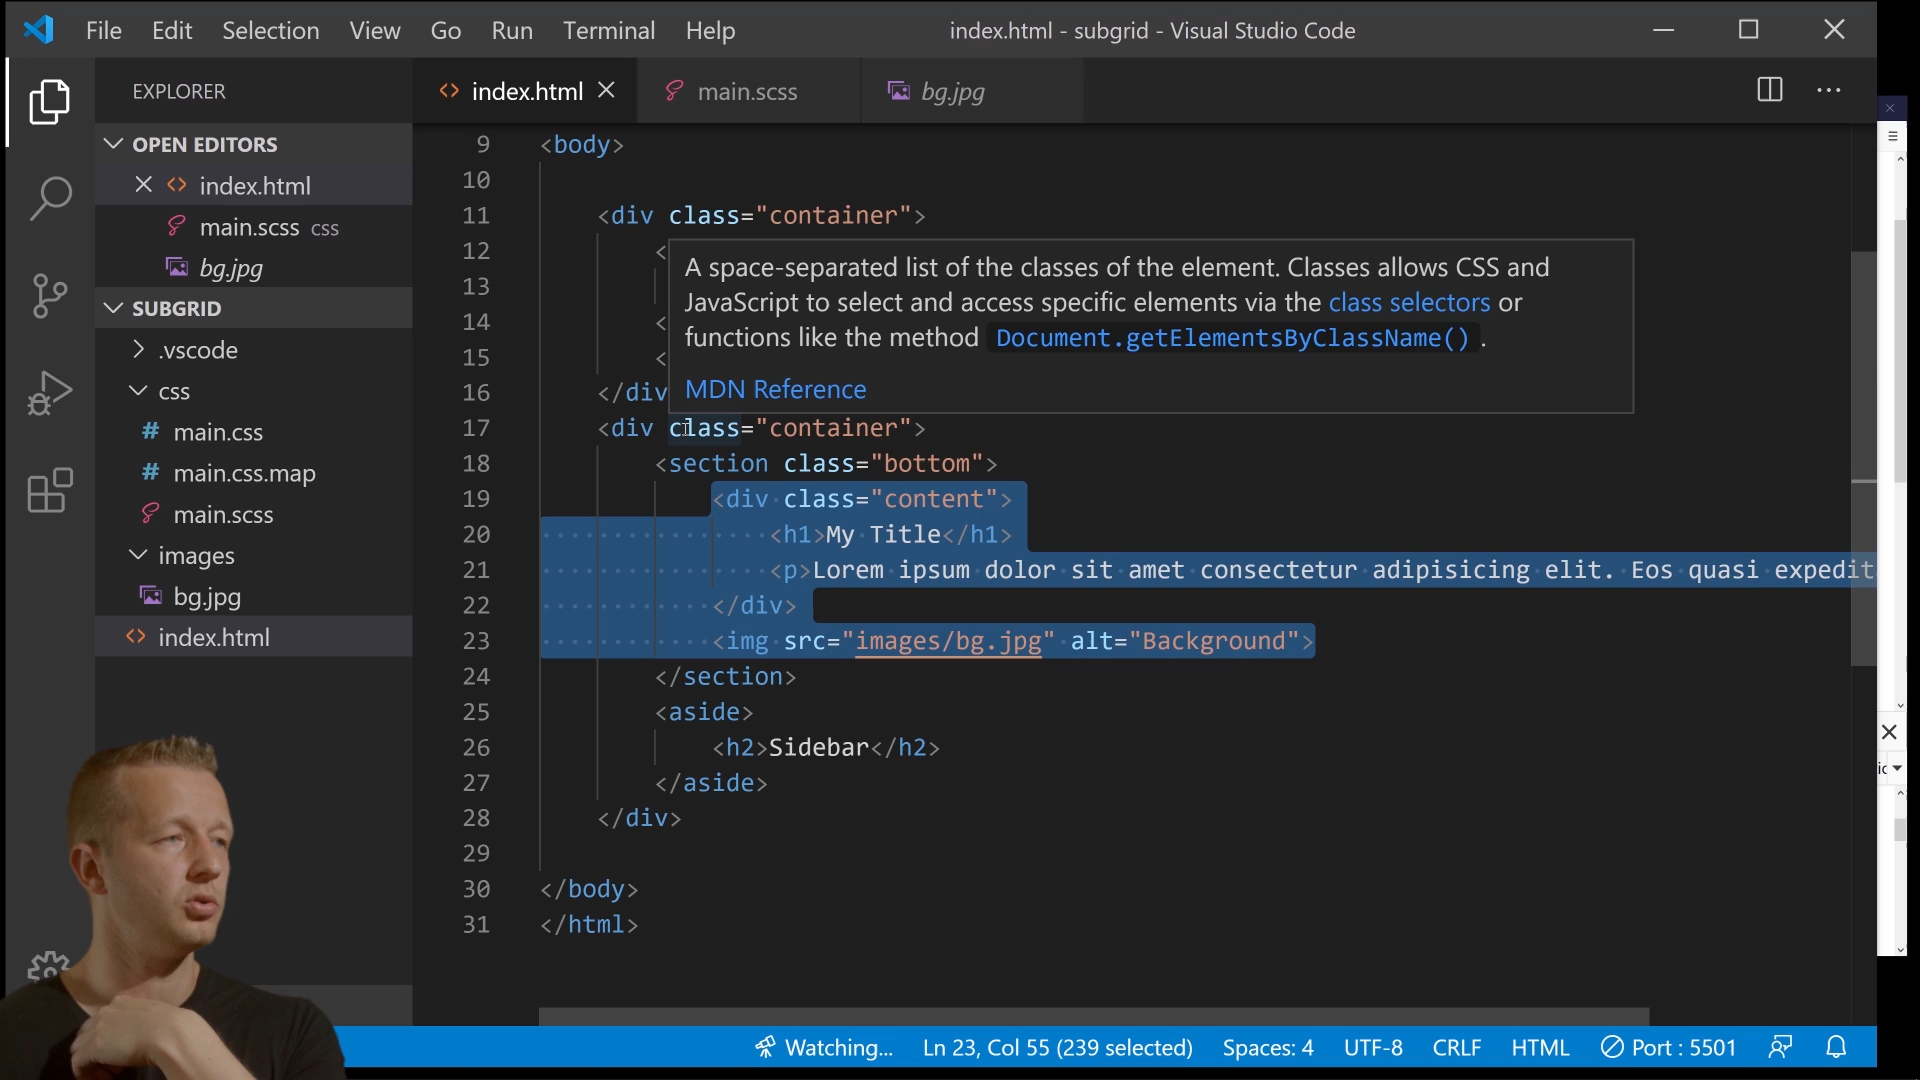 File Edit Selection View Go Run Terminal Help
index.html - subgrid - Visual Studio Code
EXPLORER
index.html
main.scss
bg.jpg
OPEN EDITORS
index.html
main.scss css
bg.jpg
SUBGRID
.vscode
css
main.css
main.css.map
main.scss
images
bg.jpg
index.html
9 <body>
10
11 <div class="container">
12 <
13
14 <
15 <
16 </div
A space-separated list of the classes of the element. Classes allows CSS and
JavaScript to select and access specific elements via the class selectors or
functions like the method Document.getElementsByClassName() .
MDN Reference
17 <div class="container">
18 <section class="bottom">
19 <div class="content">
20 <h1>My Title</h1>
21 <p>Lorem ipsum dolor sit amet consectetur adipisicing elit. Eos quasi expedit
22 </div>
23 <img src="images/bg.jpg" alt="Background">
24 </section>
25 <aside>
26 <h2>Sidebar</h2>
27 </aside>
28 </div>
29
30 </body>
31 </html>
Watching... Ln 23, Col 55 (239 selected) Spaces: 4 UTF-8 CRLF HTML Port : 5501